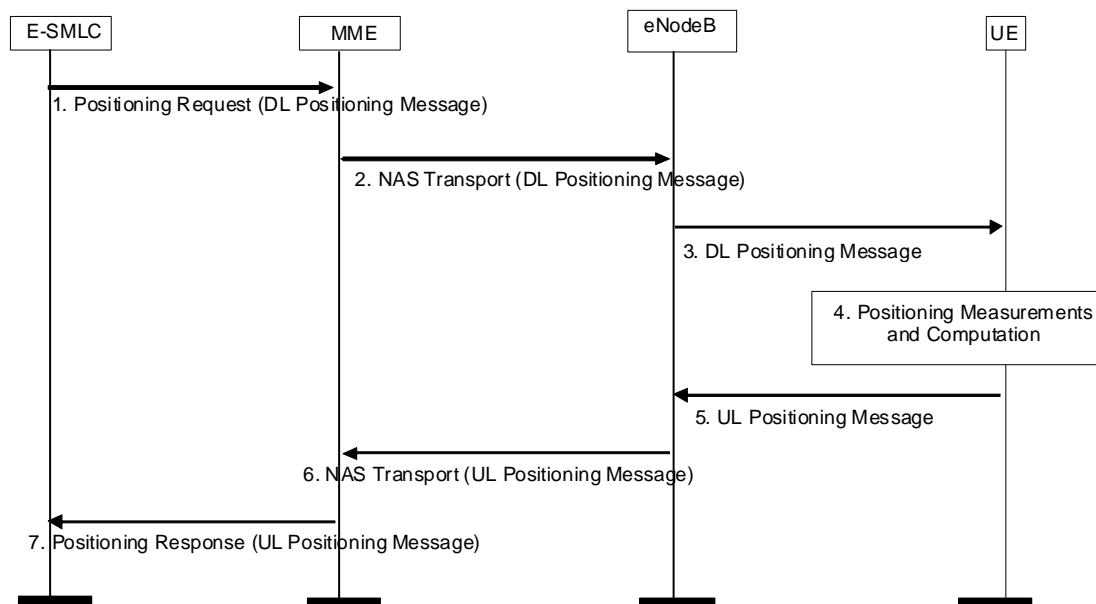 E-SMLC
MME
eNodeB
UE
1. Positioning Request (DL Positioning Message)
2. NAS Transport (DL Positioning Message)
3. DL Positioning Message
4. Positioning Measurements
and Computation
5. UL Positioning Message
6. NAS Transport (UL Positioning Message)
7. Positioning Response (UL Positioning Message)